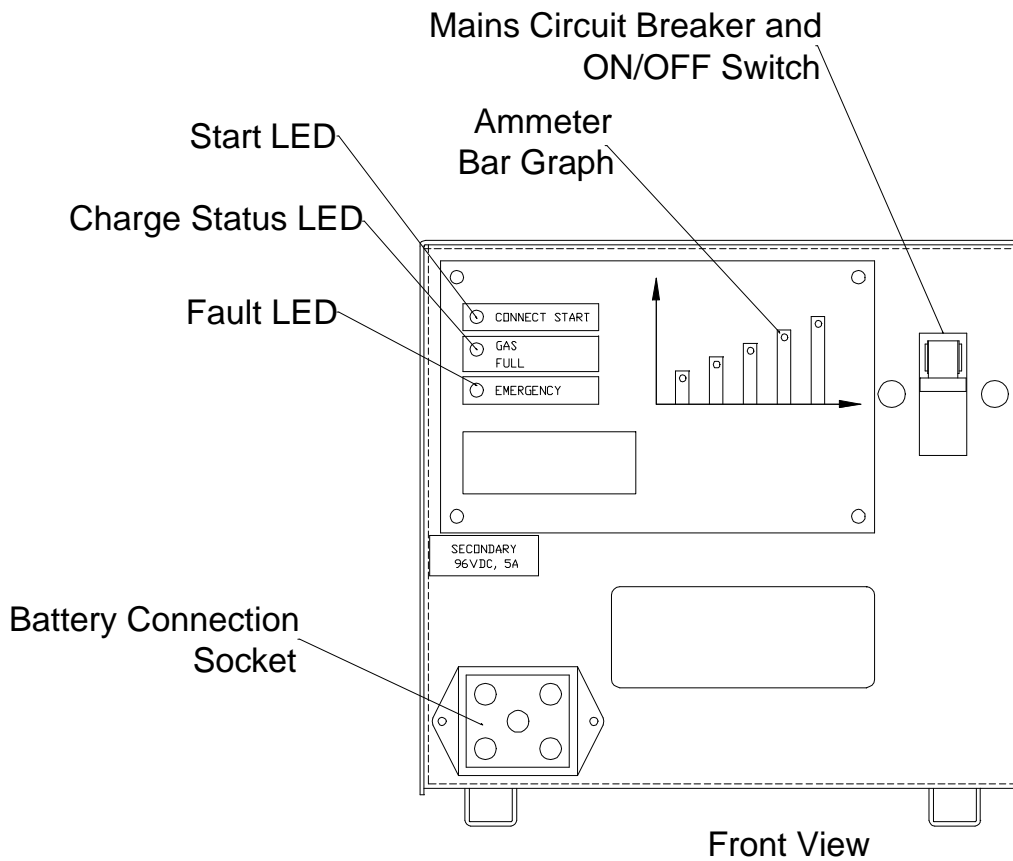 Mains Circuit Breaker and
ON/OFF Switch
Ammeter
Bar Graph
Start LED
Charge Status LED
Fault LED
CONNECT START
GAS
FULL
EMERGENCY
SECONDARY
96VDC, 5A
Battery Connection
Socket
Front View